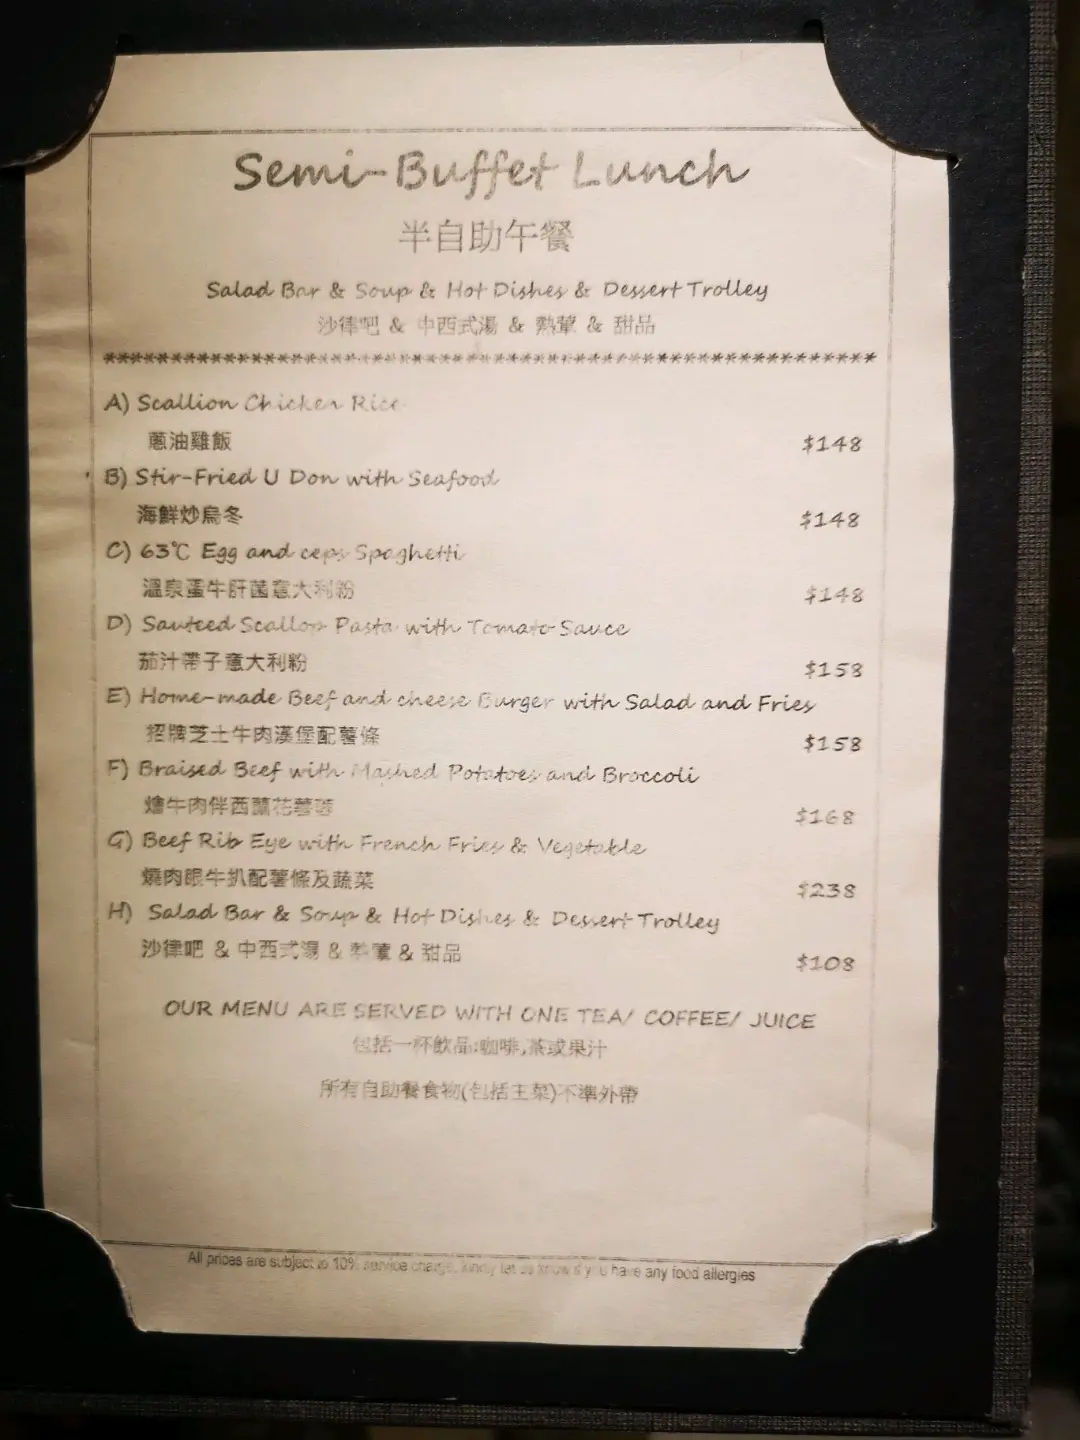 Semi-Buffet Lunch
半自助午餐
Salad Bar & Soup & Hot Dishes & Dessert Trolley
沙律吧 & 中西式湯 & 熱葷 & 甜品
**********************************************************
A) Scallion Chicken Rice
蔥油雞飯 $148
B) Stir-Fried U Don with Seafood
海鮮炒烏冬 $148
C) 63℃ Egg and ceps Spaghetti
溫泉蛋牛肝菌意大利粉 $148
D) Sauteed Scallop Pasta with Tomato Sauce
茄汁帶子意大利粉 $158
E) Home-made Beef and cheese Burger with Salad and Fries
招牌芝士牛肉漢堡配薯條 $158
F) Braised Beef with Mashed Potatoes and Broccoli
燴牛肉伴西蘭花薯蓉 $168
G) Beef Rib Eye with French Fries & Vegetable
燒肉眼牛扒配薯條及蔬菜 $238
H) Salad Bar & Soup & Hot Dishes & Dessert Trolley
沙律吧 & 中西式湯 & 熱葷 & 甜品 $108
OUR MENU ARE SERVED WITH ONE TEA/ COFFEE/ JUICE
包括一杯飲品:咖啡,茶或果汁
所有自助餐食物(包括主菜)不準外帶
All prices are subject to 10% service charge, kindly let us know if you have any food allergies